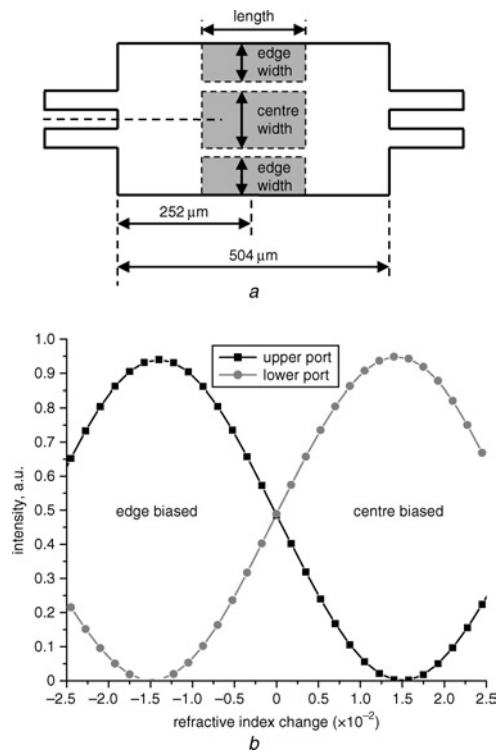 length
edge
width
centre
width
edge
width
252 μm
504 μm
a
1.0
0.9
0.8
0.7
0.6
0.5
0.4
0.3
0.2
0.1
0
intensity, a.u.
upper port
lower port
edge biased
centre biased
−2.5 −2.0 −1.5 −1.0 −0.5 0 0.5 1.0 1.5 2.0 2.5
refractive index change (×10⁻²)
b